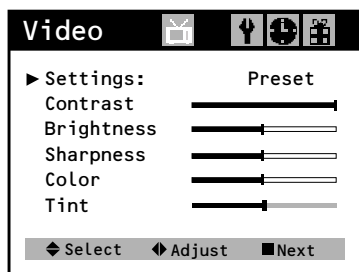 Video
Settings: Preset
Contrast
Brightness
Sharpness
Color
Tint
Select Adjust Next